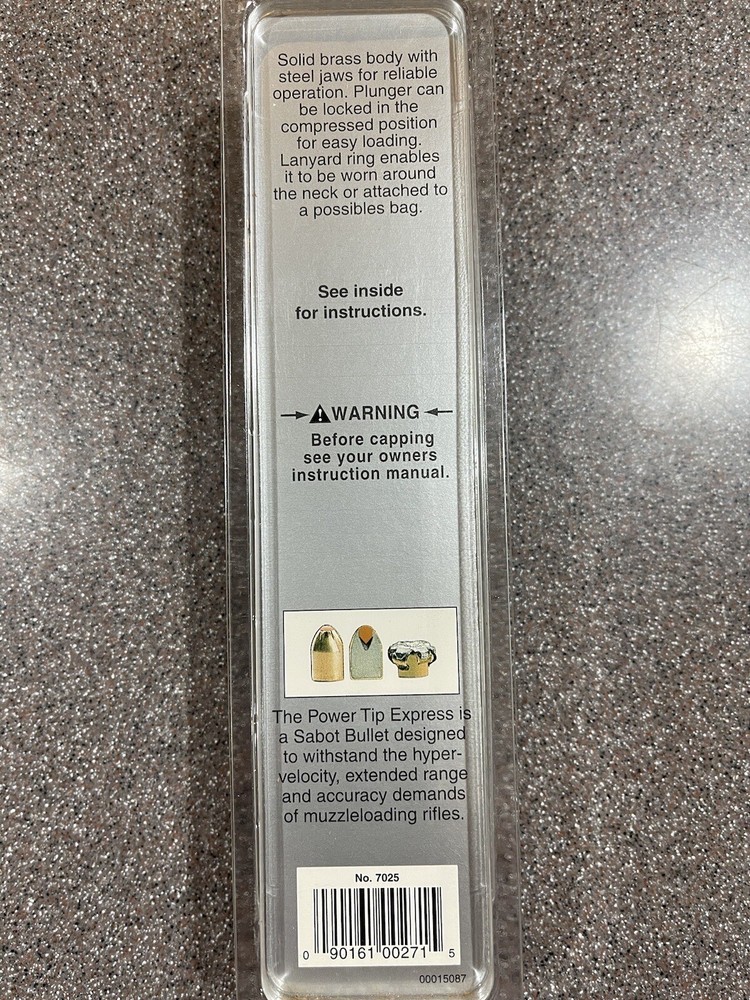 Solid brass body with
steel jaws for reliable
operation. Plunger can
be locked in the
compressed position
for easy loading.
Lanyard ring enables
it to be worn around
the neck or attached to
a possibles bag.
See inside
for instructions.
WARNING
Before capping
see your owners
instruction manual.
The Power Tip Express is
a Sabot Bullet designed
to withstand the hyper-
velocity, extended range
and accuracy demands
of muzzleloading rifles.
No. 7025
0 90161 00271 5
00015087